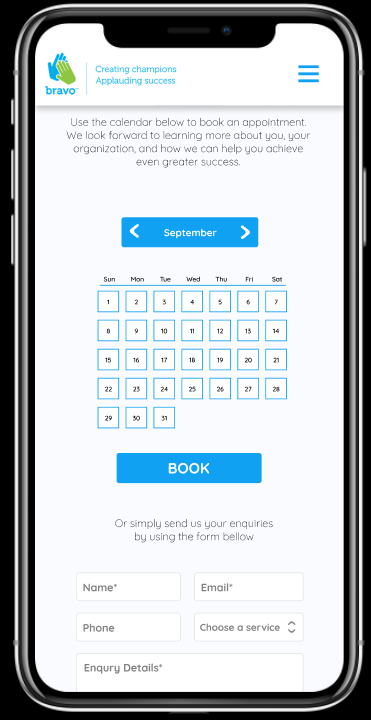 bravo™
Creating champions
Applauding success
Use the calendar below to book an appointment.
We look forward to learning more about you, your
organization, and how we can help you achieve
even greater success.
September
Sun Mon Tue Wed Thu Fri Sat
1 2 3 4 5 6 7
8 9 10 11 12 13 14
15 16 17 18 19 20 21
22 23 24 25 26 27 28
29 30 31
BOOK
Or simply send us your enquiries
by using the form bellow
Name* Email*
Phone Choose a service
Enqury Details*